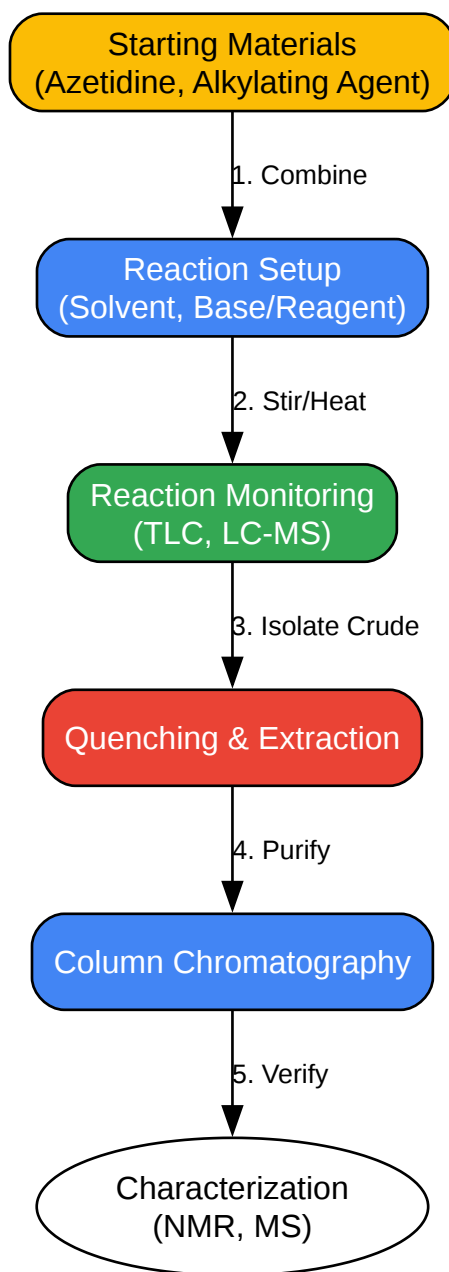 Starting Materials
(Azetidine, Alkylating Agent)
1. Combine
Reaction Setup
(Solvent, Base/Reagent)
2. Stir/Heat
Reaction Monitoring
(TLC, LC-MS)
3. Isolate Crude
Quenching & Extraction
4. Purify
Column Chromatography
5. Verify
Characterization
(NMR, MS)